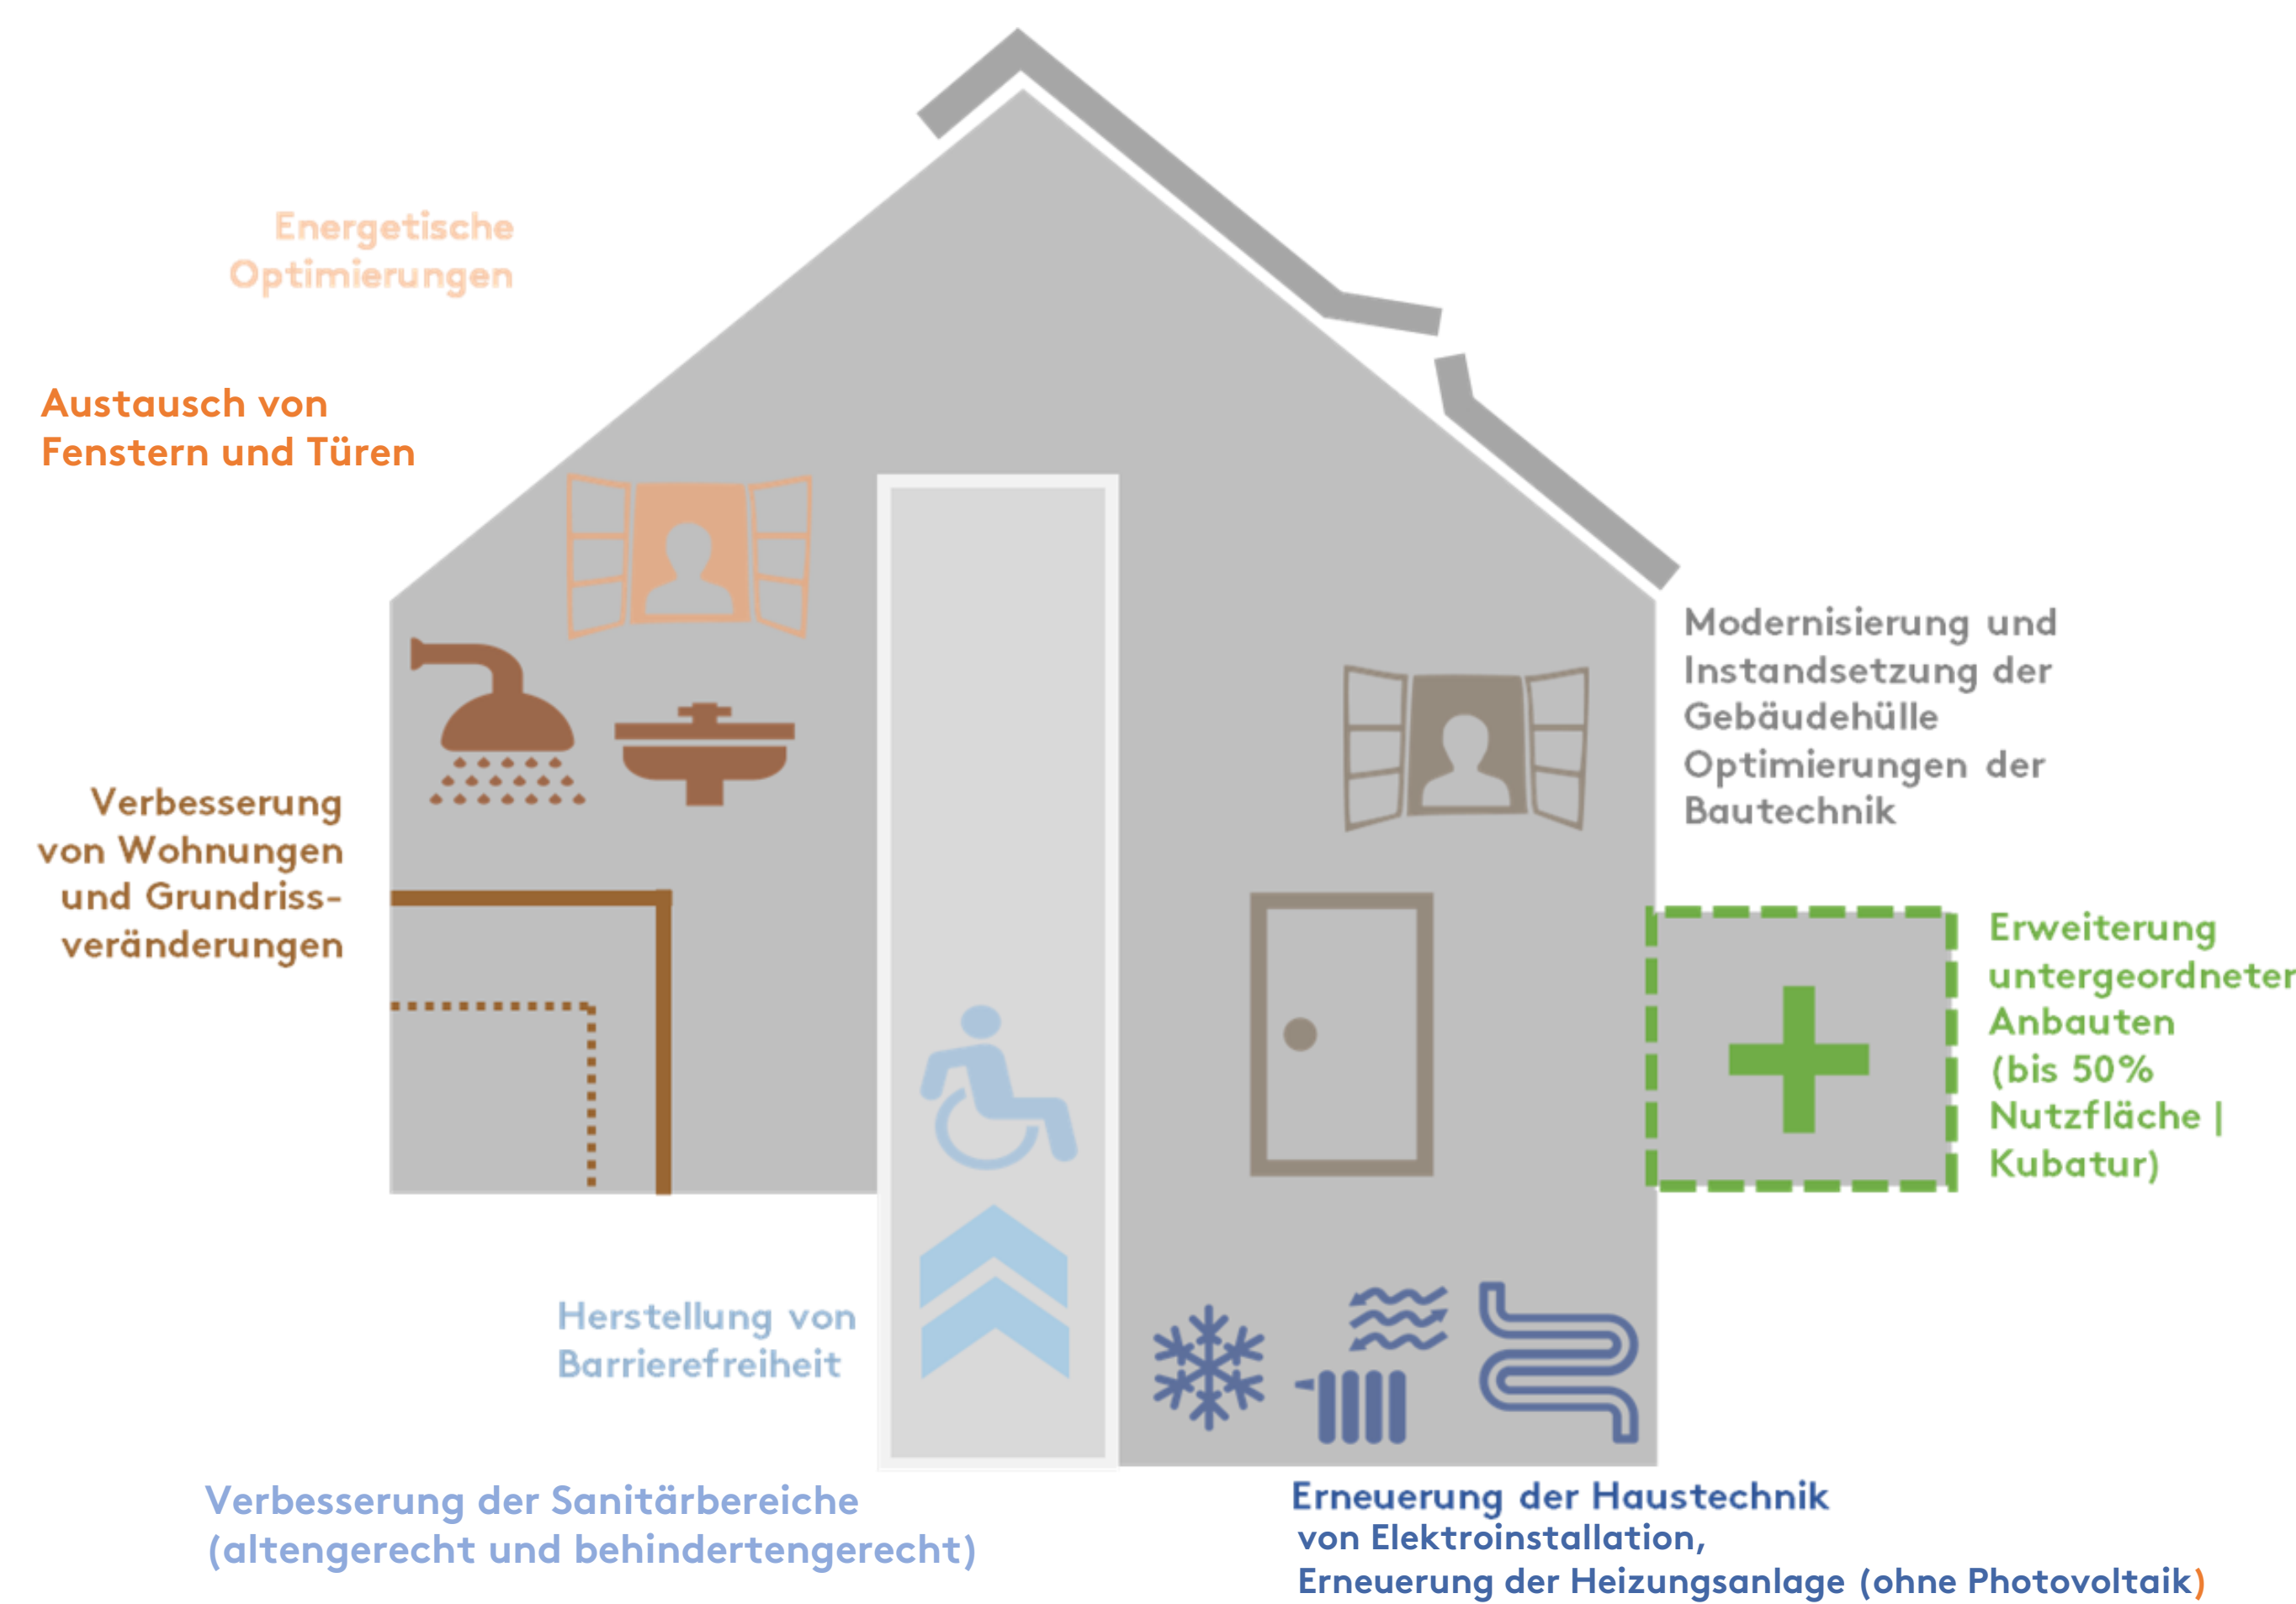 Energetische
Optimierungen
Austausch von
Fenstern und Türen
Modernisierung und
Instandsetzung der
Gebäudehülle
Optimierungen der
Bautechnik
Verbesserung
von Wohnungen
und Grundriss-
veränderungen
Erweiterung
untergeordneter
Anbauten
(bis 50%
Nutzfläche |
Kubatur)
Herstellung von
Barrierefreiheit
Verbesserung der Sanitärbereiche
(altengerecht und behindertengerecht)
Erneuerung der Haustechnik
von Elektroinstallation,
Erneuerung der Heizungsanlage (ohne Photovoltaik)